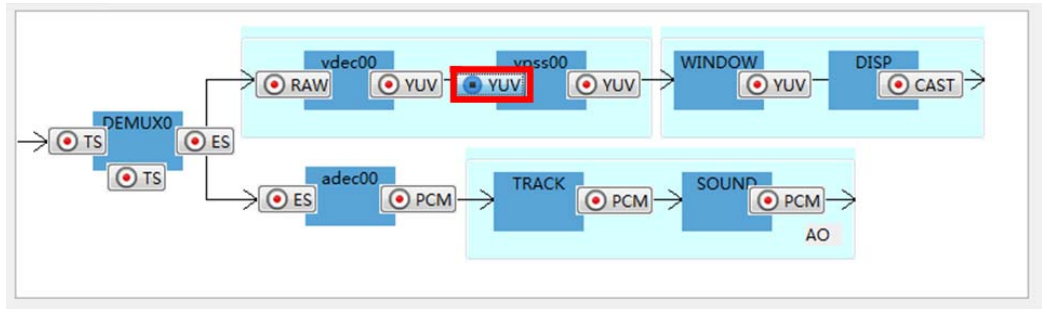 vdec00
vpss00
WINDOW
DISP
RAW
YUV
YUV
YUV
YUV
CAST
DEMUX0
TS
ES
TS
adec00
TRACK
SOUND
ES
PCM
PCM
PCM
AO